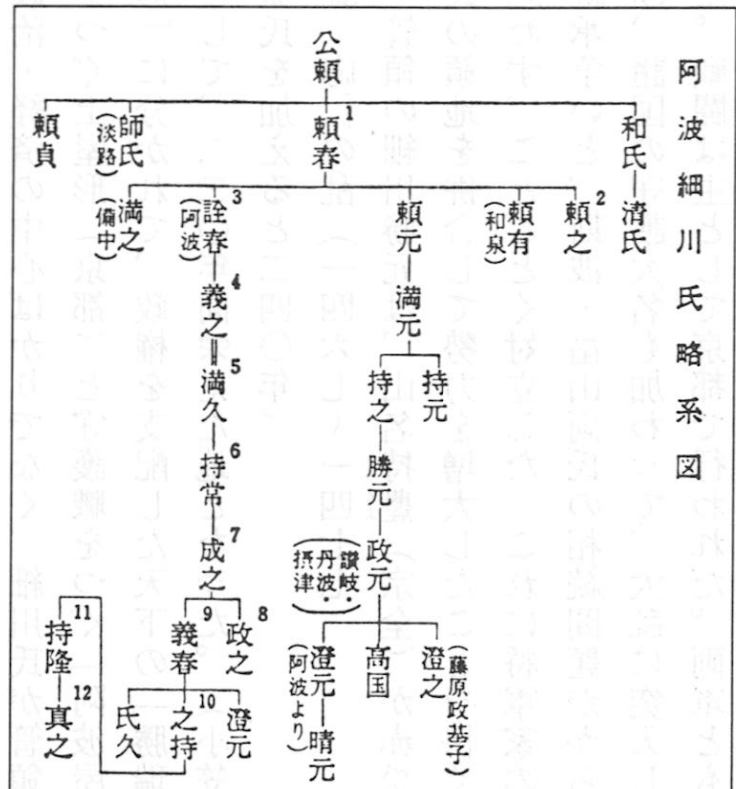 阿波細川氏略系図
公頼
和氏
清氏
頼春 1
師氏
(淡路)
頼貞
頼之 2
頼有
(和泉)
頼元
満元
持元
持之
勝元
政元
(讃岐・丹波・摂津)
澄之
(藤原政基子)
高国
澄元
(阿波より)
晴元
詮春 3
(阿波)
義之 4
満久 5
持常 6
成之 7
政之 8
義春 9
澄元
之持 10
氏久
持隆 11
真之 12
満之
(備中)